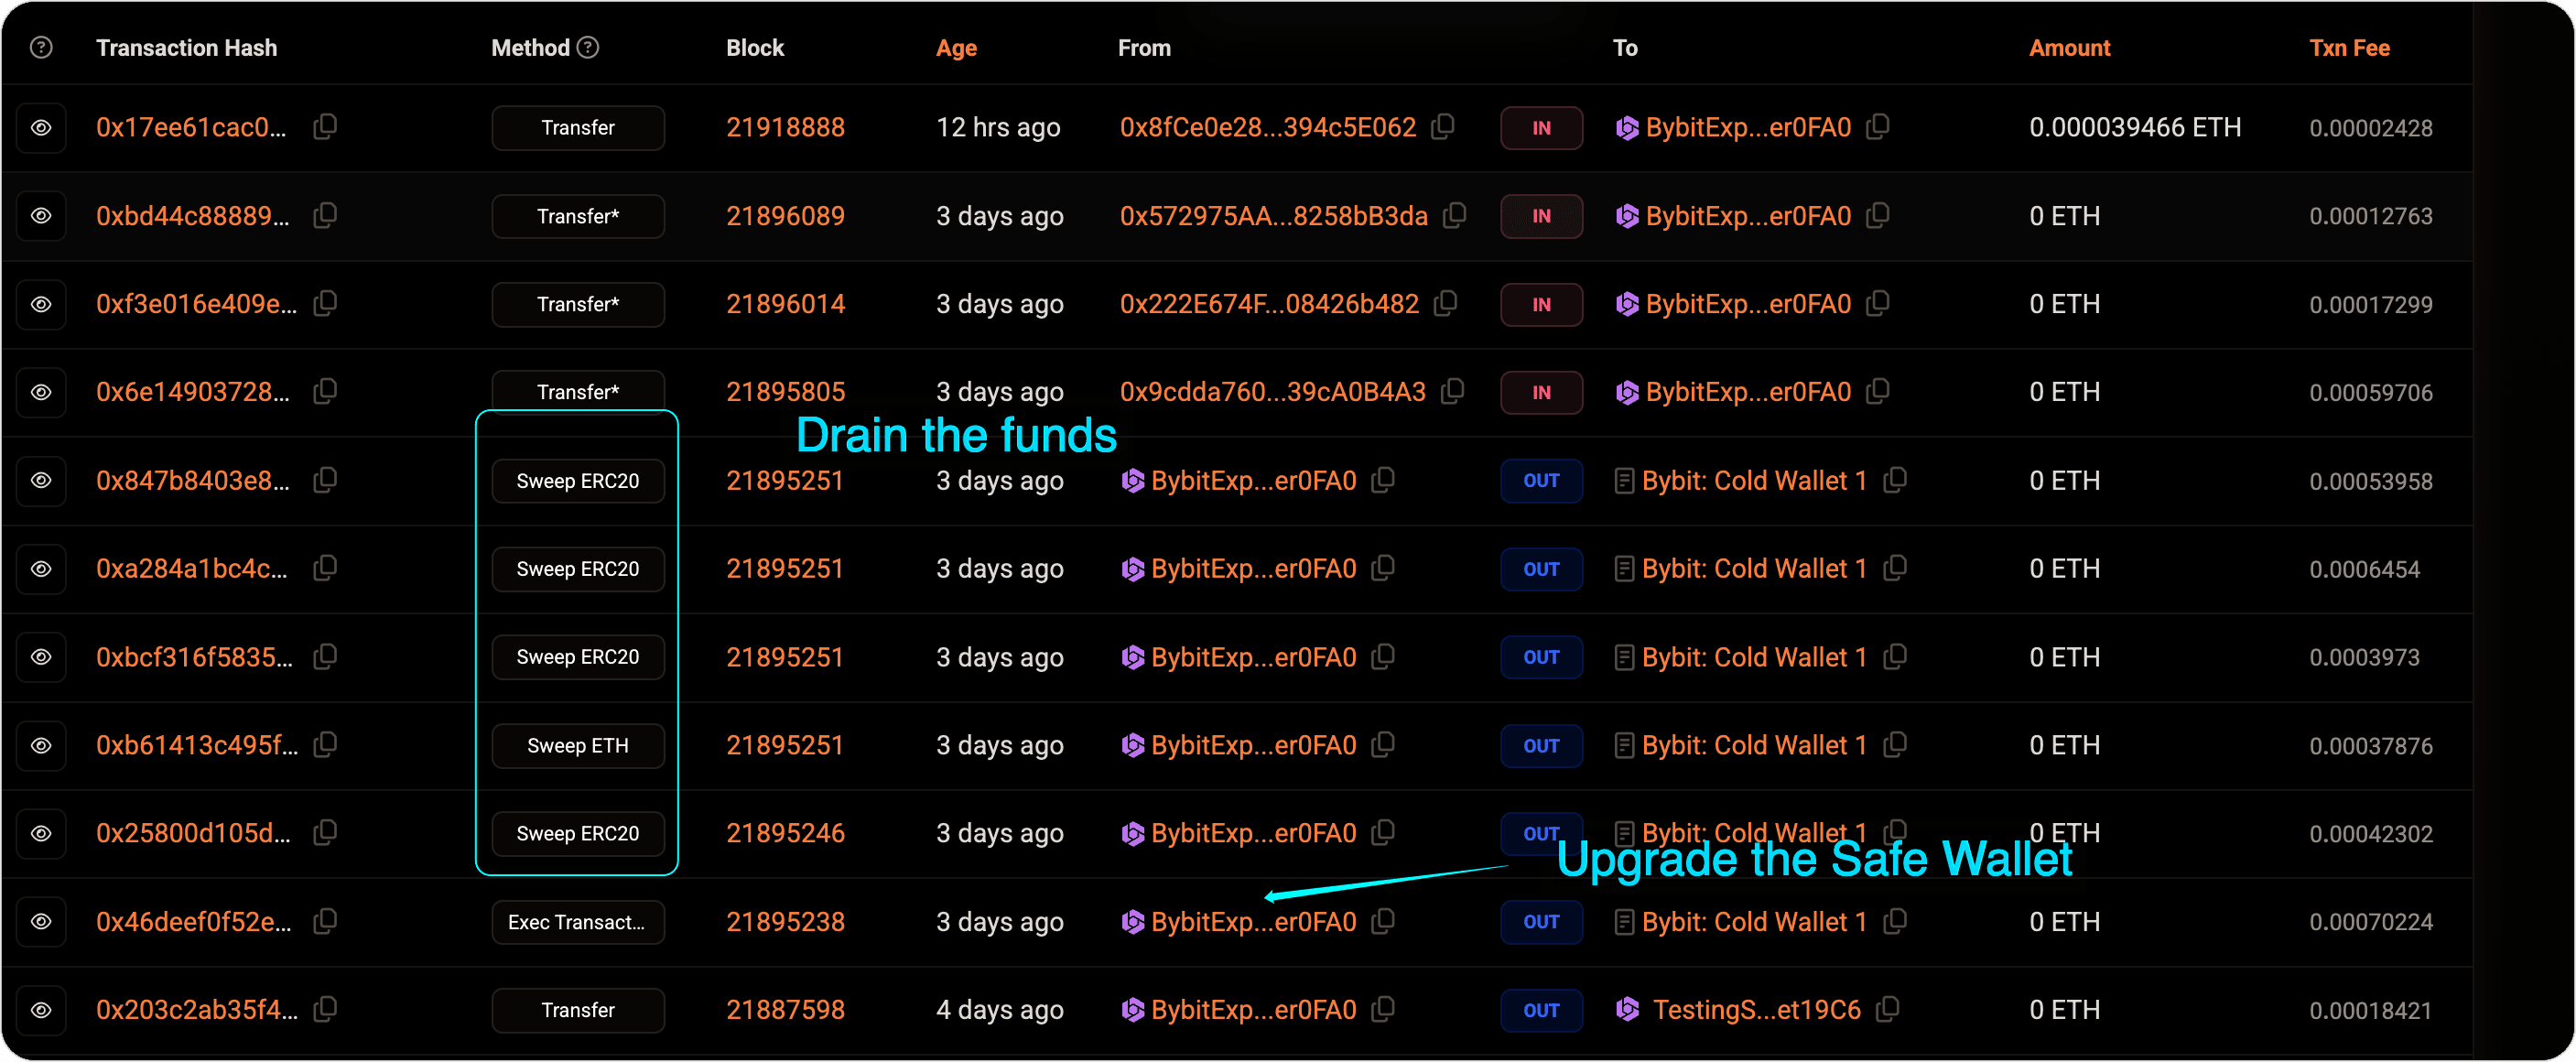 Transaction Hash Method Block Age From To Amount Txn Fee
0x17ee61cac0... Transfer 21918888 12 hrs ago 0x8fCe0e28...394c5E062 IN BybitExp...er0FA0 0.000039466 ETH 0.00002428
0xbd44c88889... Transfer* 21896089 3 days ago 0x572975AA...8258bB3da IN BybitExp...er0FA0 0 ETH 0.00012763
0xf3e016e409e... Transfer* 21896014 3 days ago 0x222E674F...08426b482 IN BybitExp...er0FA0 0 ETH 0.00017299
0x6e14903728... Transfer* 21895805 3 days ago 0x9cdda760...39cA0B4A3 IN BybitExp...er0FA0 0 ETH 0.00059706
Drain the funds
0x847b8403e8... Sweep ERC20 21895251 3 days ago BybitExp...er0FA0 OUT Bybit: Cold Wallet 1 0 ETH 0.00053958
0xa284a1bc4c... Sweep ERC20 21895251 3 days ago BybitExp...er0FA0 OUT Bybit: Cold Wallet 1 0 ETH 0.0006454
0xbcf316f5835... Sweep ERC20 21895251 3 days ago BybitExp...er0FA0 OUT Bybit: Cold Wallet 1 0 ETH 0.0003973
0xb61413c495f... Sweep ETH 21895251 3 days ago BybitExp...er0FA0 OUT Bybit: Cold Wallet 1 0 ETH 0.00037876
0x25800d105d... Sweep ERC20 21895246 3 days ago BybitExp...er0FA0 OUT Bybit: Cold Wallet 1 0 ETH 0.00042302
Upgrade the Safe Wallet
0x46deef0f52e... Exec Transact... 21895238 3 days ago BybitExp...er0FA0 OUT Bybit: Cold Wallet 1 0 ETH 0.00070224
0x203c2ab35f4... Transfer 21887598 4 days ago BybitExp...er0FA0 OUT TestingS...et19C6 0 ETH 0.00018421